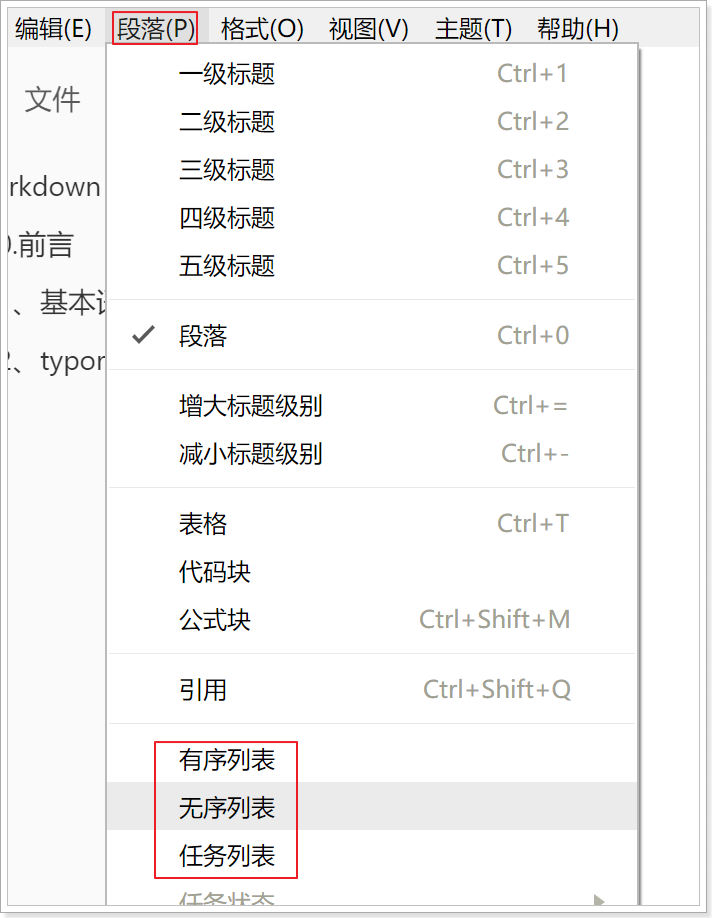 编辑(E) 段落(P) 格式(O) 视图(V) 主题(T) 帮助(H)
文件
rkdown
.前言
、基本
、typor
一级标题 Ctrl+1
二级标题 Ctrl+2
三级标题 Ctrl+3
四级标题 Ctrl+4
五级标题 Ctrl+5
段落 Ctrl+0
增大标题级别 Ctrl+=
减小标题级别 Ctrl+-
表格 Ctrl+T
代码块
公式块 Ctrl+Shift+M
引用 Ctrl+Shift+Q
有序列表
无序列表
任务列表
任务状态